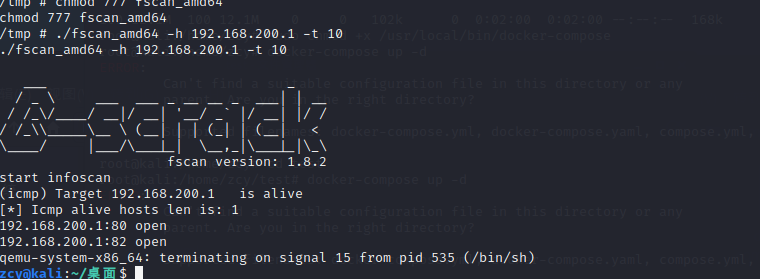 /tmp # chmod 777 fscan_amd64
chmod 777 fscan_amd64
/tmp # ./fscan_amd64 -h 192.168.200.1 -t 10
./fscan_amd64 -h 192.168.200.1 -t 10
fscan version: 1.8.2
start infoscan
(icmp) Target 192.168.200.1   is alive
[*] Icmp alive hosts len is: 1
192.168.200.1:80 open
192.168.200.1:82 open
qemu-system-x86_64: terminating on signal 15 from pid 535 (/bin/sh)
zcy@kali:~/桌面$